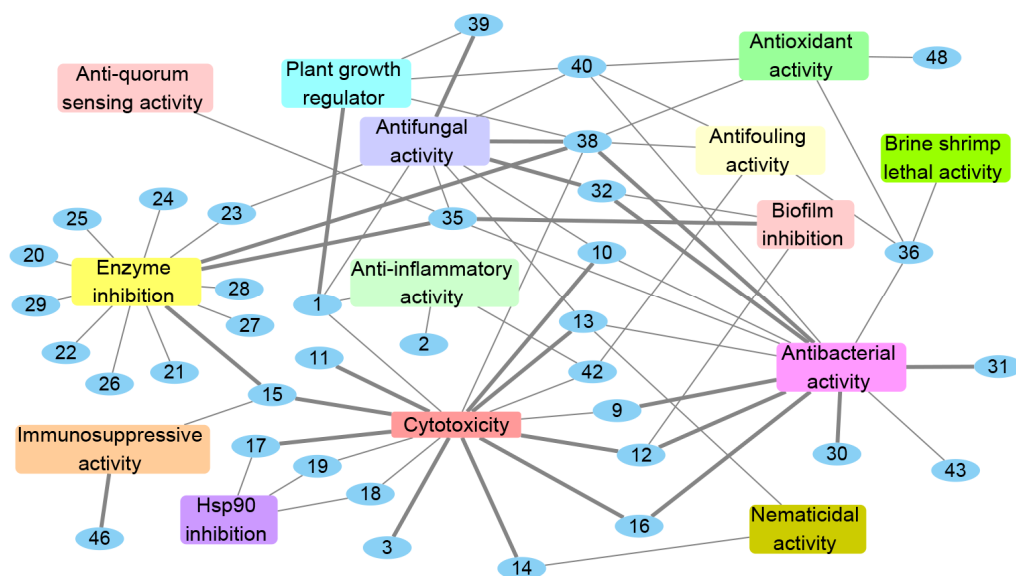 39
Antioxidant
activity
48
40
Anti-quorum
sensing activity
Plant growth
regulator
Antifungal
activity
38
Antifouling
activity
Brine shrimp
lethal activity
24
25
23
32
35
Biofilm
inhibition
20
10
36
Enzyme
inhibition
28
Anti-inflammatory
activity
29
1
27
13
22
2
26
21
11
42
Antibacterial
activity
31
15
9
Immunosuppressive
activity
17
Cytotoxicity
19
12
30
43
18
46
Hsp90
inhibition
3
16
14
Nematicidal
activity